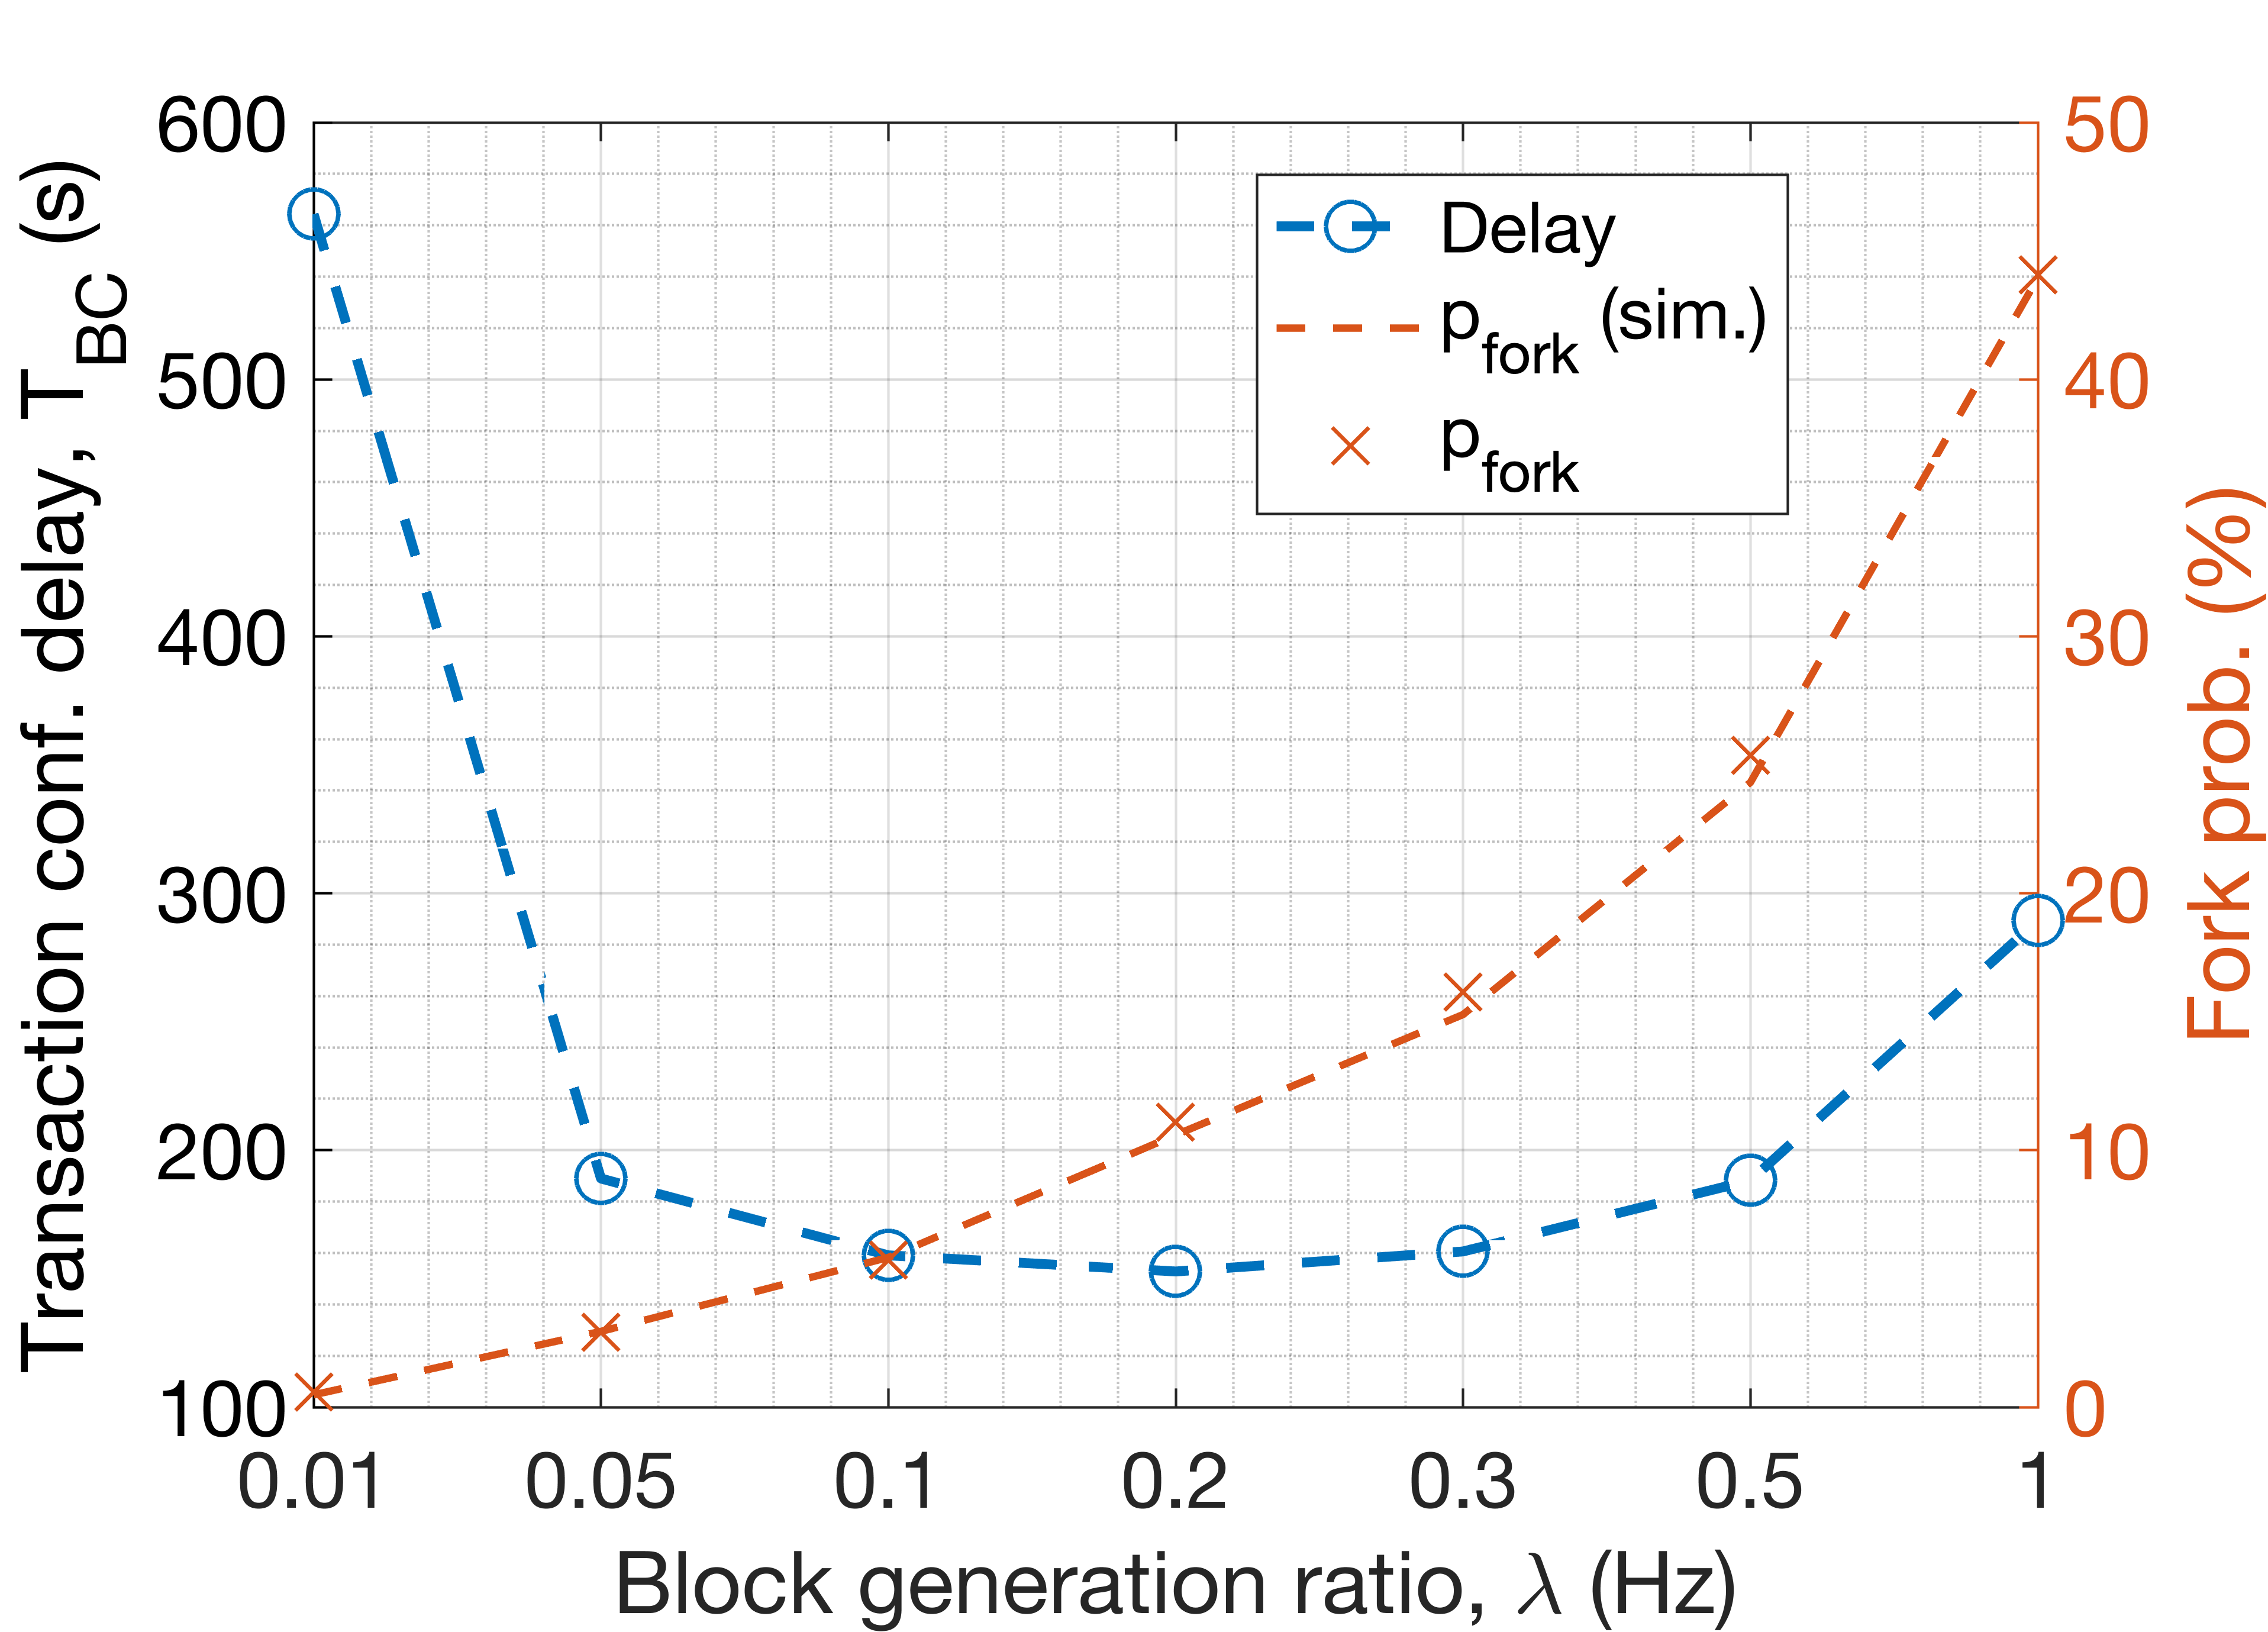 Transaction conf. delay, T_BC (s)
600
500
400
300
200
100
Delay
p_fork (sim.)
p_fork
50
40
30
20
10
0
Fork prob. (%)
0.01 0.05 0.1 0.2 0.3 0.5 1
Block generation ratio, λ (Hz)